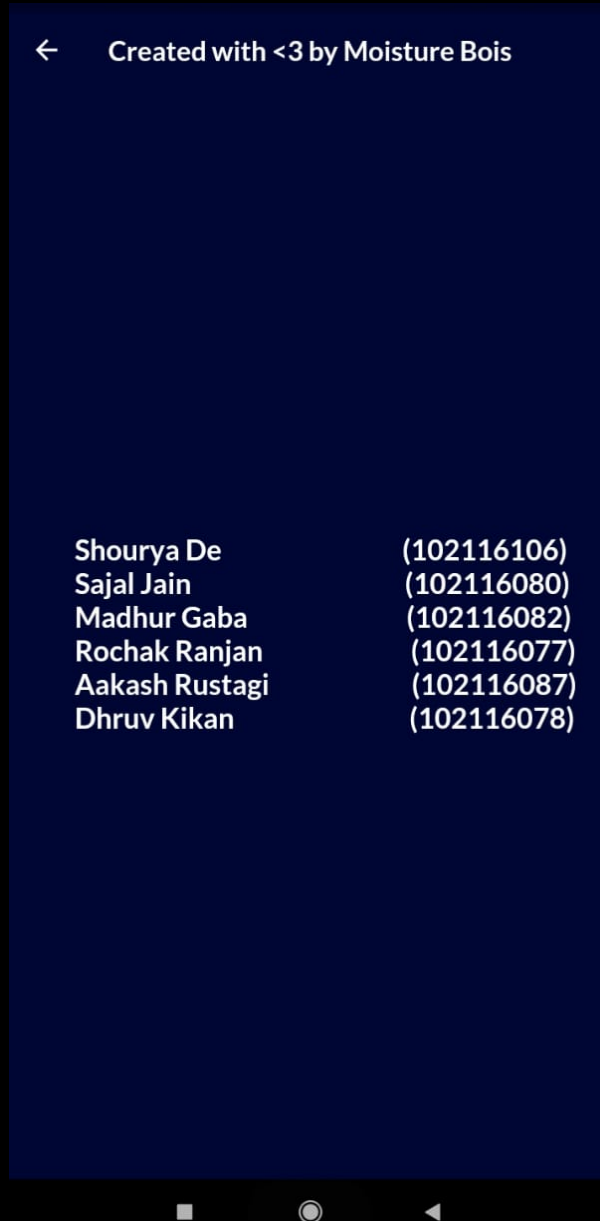 Created with <3 by Moisture Bois
Shourya De (102116106)
Sajal Jain (102116080)
Madhur Gaba (102116082)
Rochak Ranjan (102116077)
Aakash Rustagi (102116087)
Dhruv Kikan (102116078)